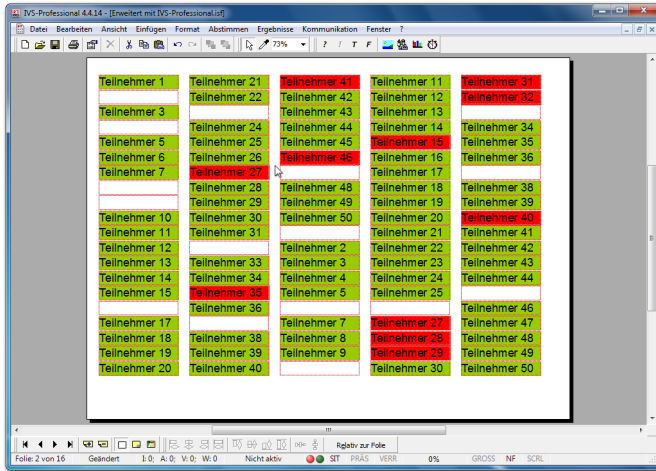 IVS-Professional 4.4.14 - [Erweitert mit IVS-Professional.isf]
Datei Bearbeiten Ansicht Einfügen Format Abstimmen Ergebnisse Kommunikation Fenster ?
73% ? ! T F
Teilnehmer 1 Teilnehmer 21 Teilnehmer 41 Teilnehmer 11 Teilnehmer 31
Teilnehmer 22 Teilnehmer 42 Teilnehmer 12 Teilnehmer 32
Teilnehmer 3 Teilnehmer 43 Teilnehmer 13
Teilnehmer 24 Teilnehmer 44 Teilnehmer 14 Teilnehmer 34
Teilnehmer 5 Teilnehmer 25 Teilnehmer 45 Teilnehmer 15 Teilnehmer 35
Teilnehmer 6 Teilnehmer 26 Teilnehmer 46 Teilnehmer 16 Teilnehmer 36
Teilnehmer 7 Teilnehmer 27 Teilnehmer 17
Teilnehmer 28 Teilnehmer 48 Teilnehmer 18 Teilnehmer 38
Teilnehmer 29 Teilnehmer 49 Teilnehmer 19 Teilnehmer 39
Teilnehmer 10 Teilnehmer 30 Teilnehmer 50 Teilnehmer 20 Teilnehmer 40
Teilnehmer 11 Teilnehmer 31 Teilnehmer 21 Teilnehmer 41
Teilnehmer 12 Teilnehmer 2 Teilnehmer 22 Teilnehmer 42
Teilnehmer 13 Teilnehmer 33 Teilnehmer 3 Teilnehmer 23 Teilnehmer 43
Teilnehmer 14 Teilnehmer 34 Teilnehmer 4 Teilnehmer 24 Teilnehmer 44
Teilnehmer 15 Teilnehmer 35 Teilnehmer 5 Teilnehmer 25
Teilnehmer 36 Teilnehmer 46
Teilnehmer 17 Teilnehmer 7 Teilnehmer 27 Teilnehmer 47
Teilnehmer 18 Teilnehmer 38 Teilnehmer 8 Teilnehmer 28 Teilnehmer 48
Teilnehmer 19 Teilnehmer 39 Teilnehmer 9 Teilnehmer 29 Teilnehmer 49
Teilnehmer 20 Teilnehmer 40 Teilnehmer 30 Teilnehmer 50
Relativ zur Folie
Folie: 2 von 16 Geändert I: 0; A: 0; V: 0; W: 0 Nicht aktiv SIT PRÄS VERR 0% GROSS NF SCRL